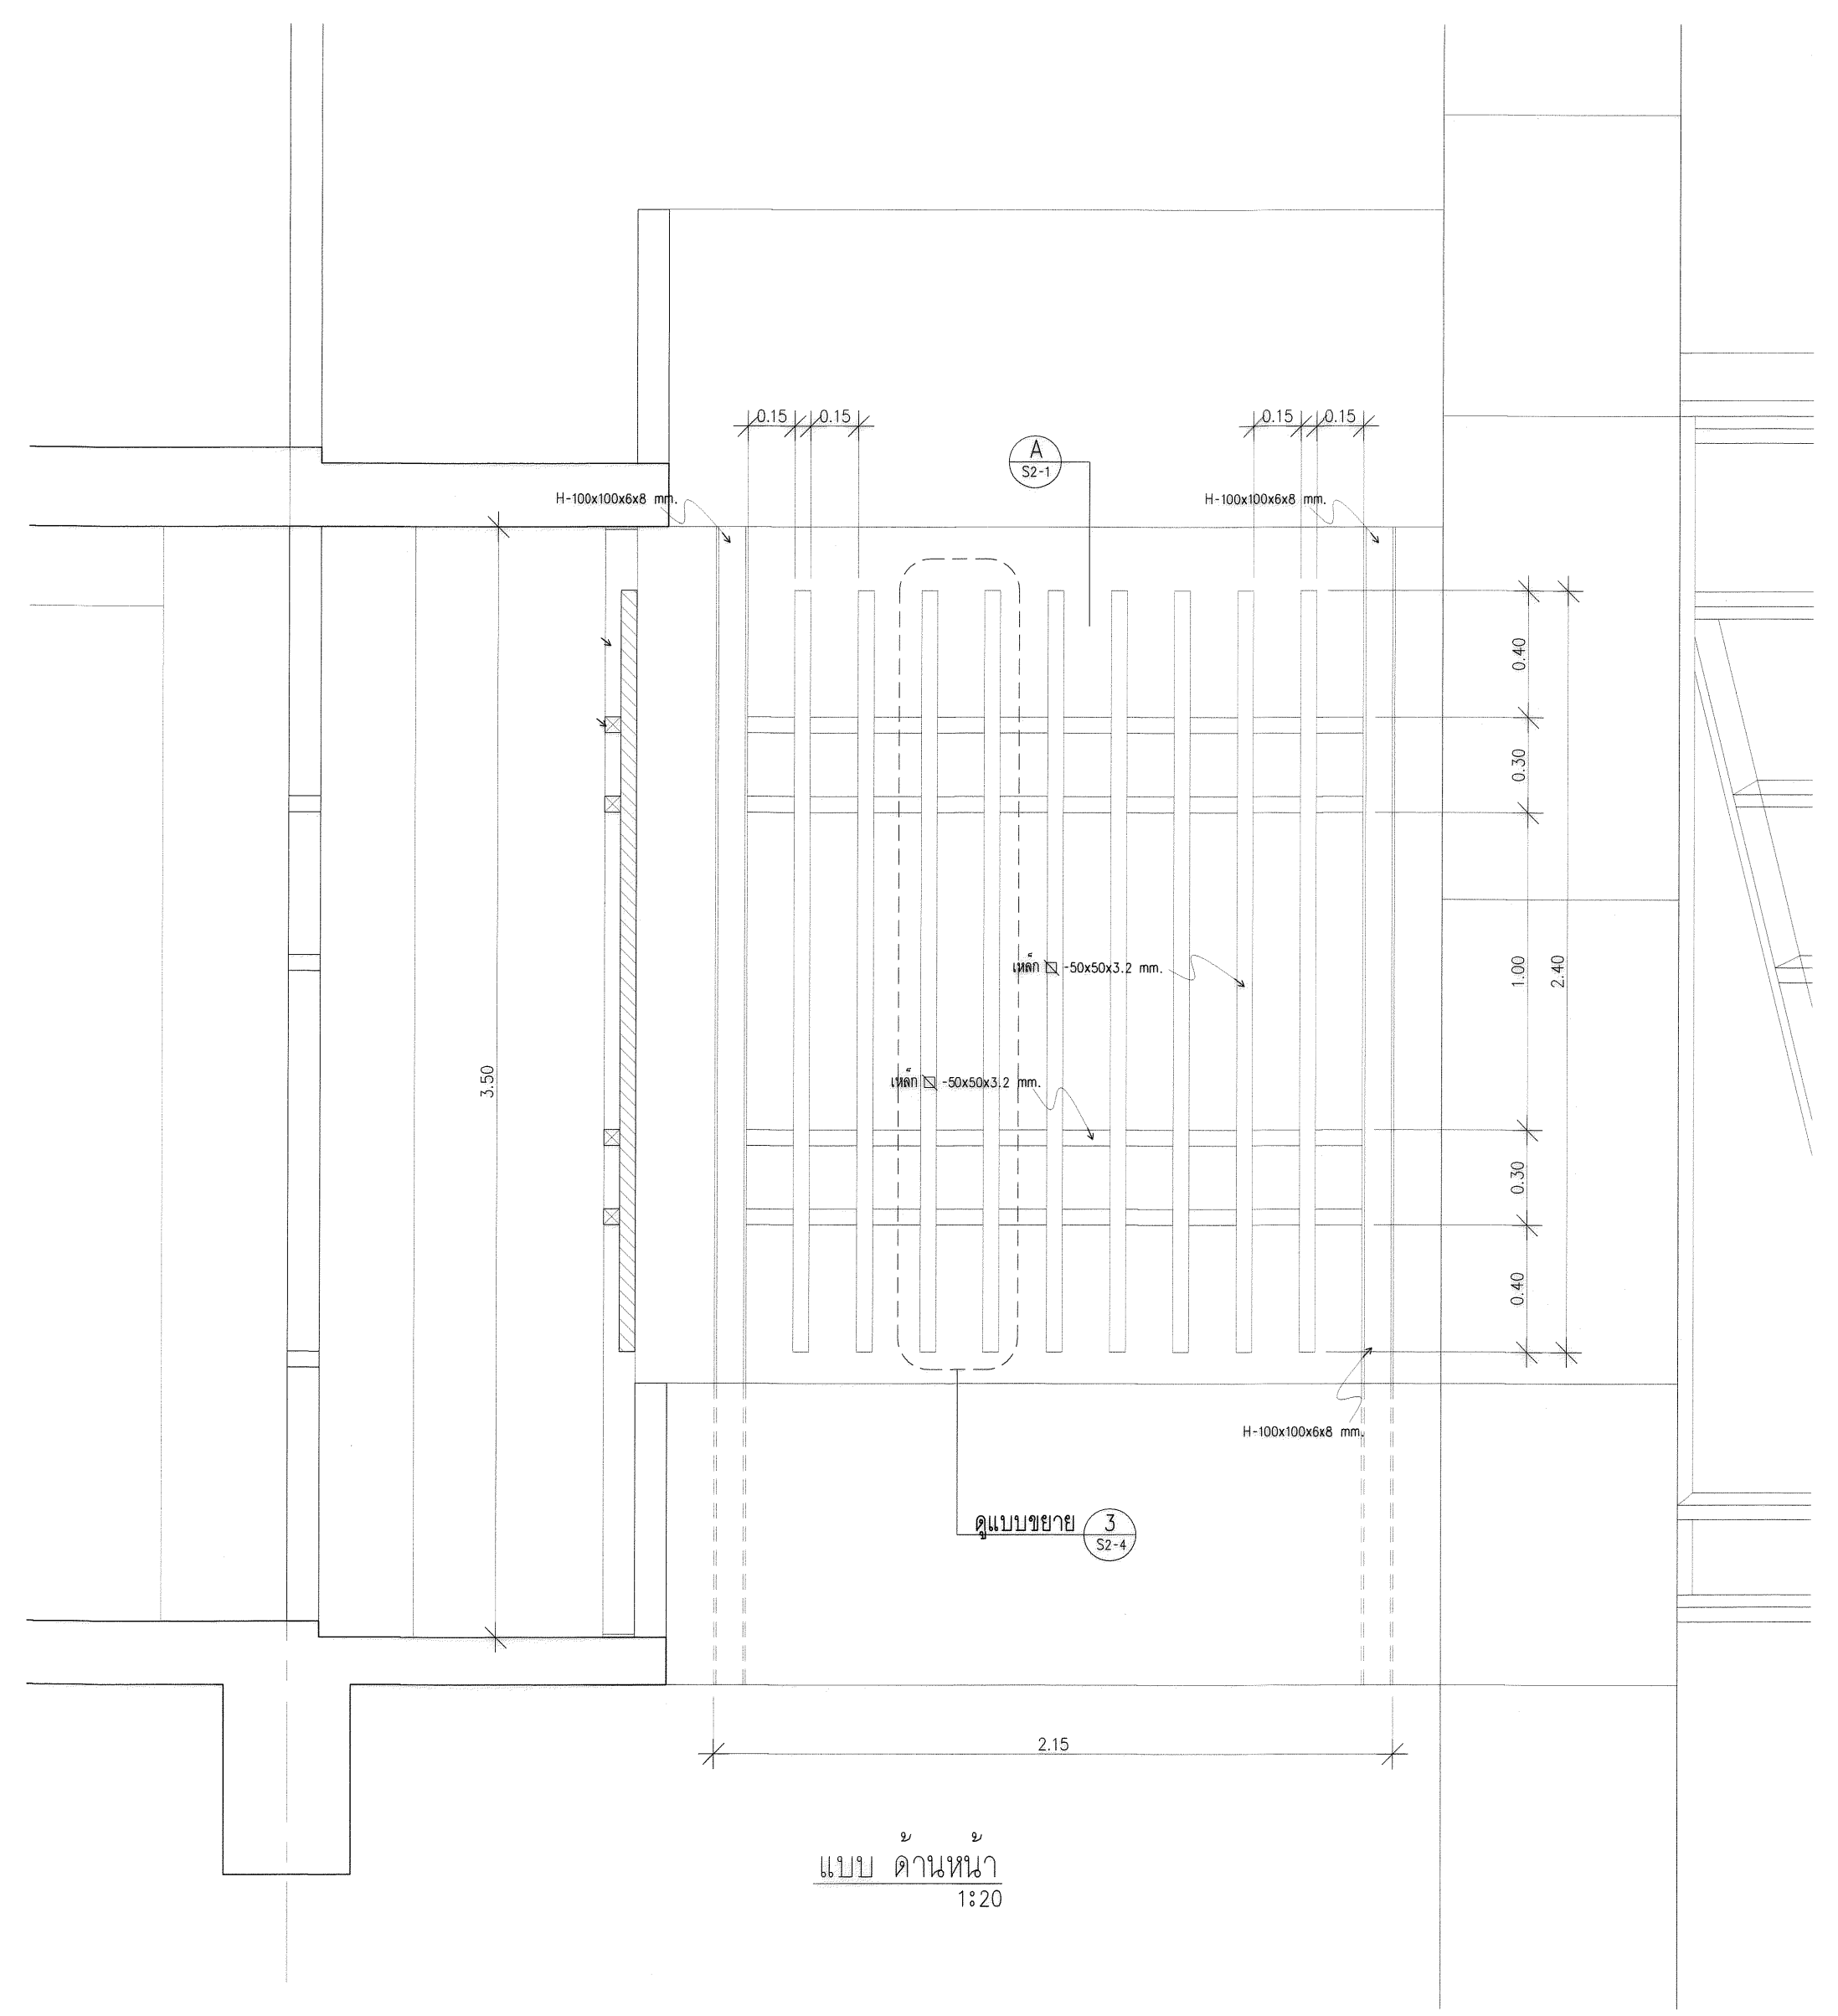 0.15 0.15 0.15 0.15
A
S2-1
H-100x100x6x8 mm.
H-100x100x6x8 mm.
0.40
0.30
เหล็ก -50x50x3.2 mm.
1.00
2.40
3.50
เหล็ก -50x50x3.2 mm.
0.30
0.40
H-100x100x6x8 mm.
ดูแบบขยาย 3
S2-4
2.15
แบบ ด้านหน้า
1:20